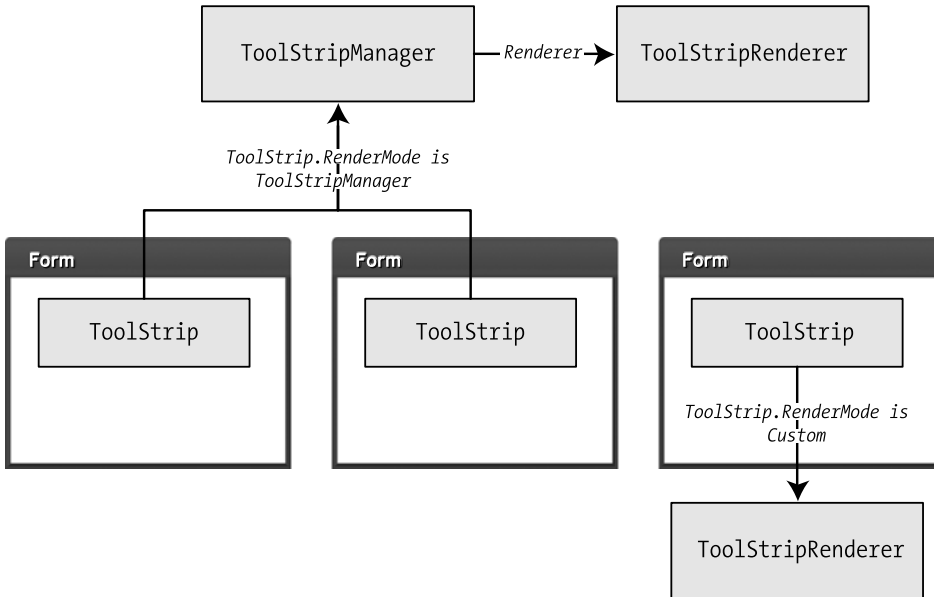 ToolStripManager
Renderer
ToolStripRenderer
ToolStrip.RenderMode is
ToolStripManager
Form
Form
Form
ToolStrip
ToolStrip
ToolStrip
ToolStrip.RenderMode is
Custom
ToolStripRenderer